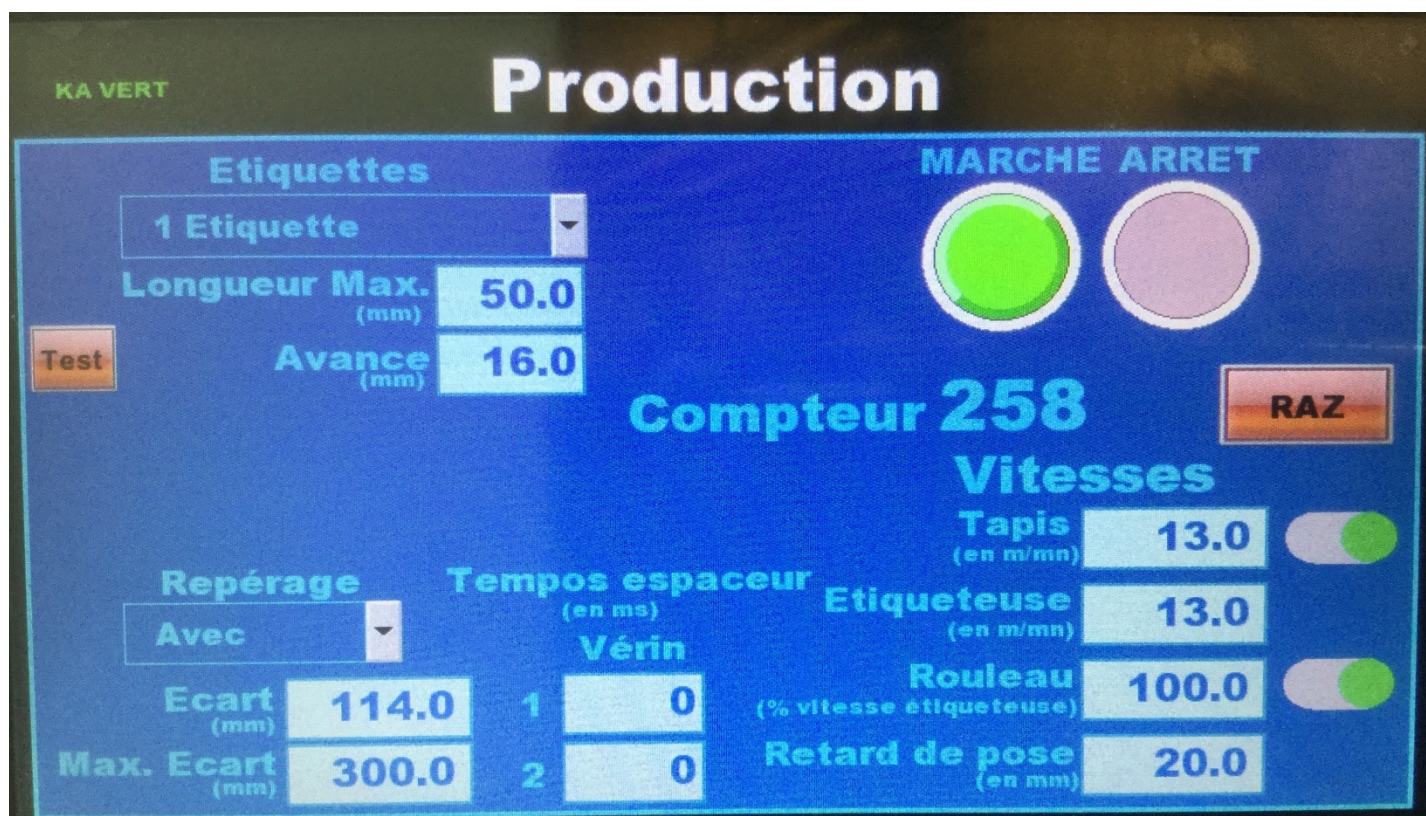 KA VERT
Production
Etiquettes
1 Etiquette
Longueur Max.
(mm)
50.0
Avance
(mm)
16.0
Test
MARCHE ARRET
Compteur 258
RAZ
Vitesses
Tapis
(en m/mn)
13.0
Etiqueteuse
(en m/mn)
13.0
Rouleau
(% vitesse étiqueteuse)
100.0
Retard de pose
(en mm)
20.0
Repérage
Avec
Ecart
(mm)
114.0
Max. Ecart
(mm)
300.0
Tempos espaceur
(en ms)
Vérin
1 0
2 0